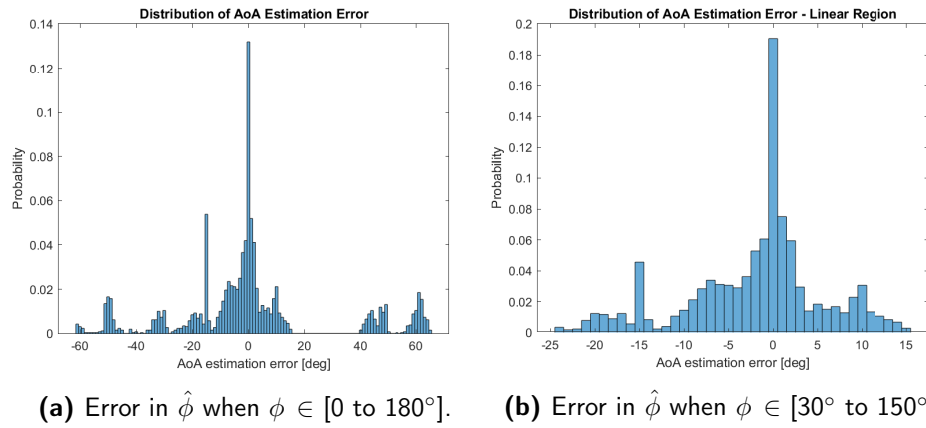 Distribution of AoA Estimation Error
0.14
0.12
0.1
0.08
0.06
0.04
0.02
0
Probability
-60 -40 -20 0 20 40 60
AoA estimation error [deg]
(a) Error in ϕ̂ when ϕ ∈ [0 to 180°].
Distribution of AoA Estimation Error - Linear Region
0.2
0.18
0.16
0.14
0.12
0.1
0.08
0.06
0.04
0.02
0
Probability
-25 -20 -15 -10 -5 0 5 10 15
AoA estimation error [deg]
(b) Error in ϕ̂ when ϕ ∈ [30° to 150°